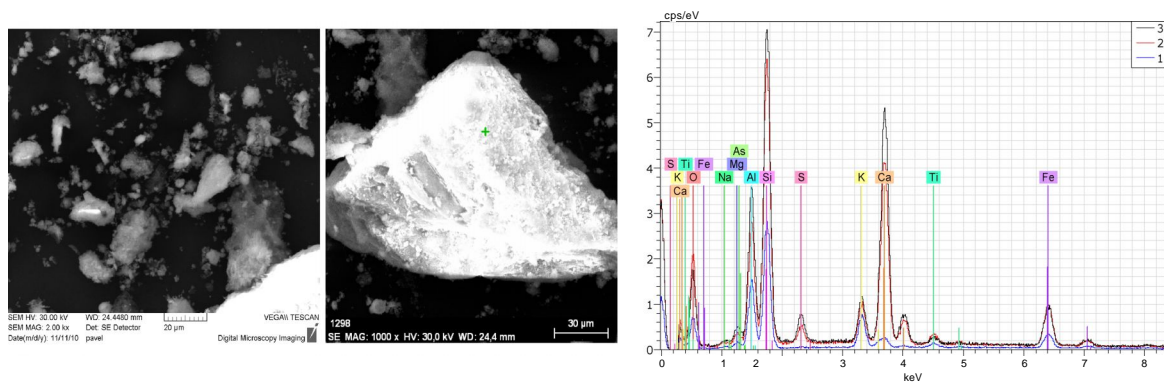 SEM HV: 30.00 kV WD: 24.4480 mm VEGA\\ TESCAN
SEM MAG: 2.00 kx Det: SE Detector 20 µm
Date(m/d/y): 11/11/10 pavel Digital Microscopy Imaging
1298
SE MAG: 1000 x HV: 30,0 kV WD: 24,4 mm 30 µm
cps/eV
7
6
5
4
3
2
1
0
3
2
1
As
S Ti Fe Mg
K O Na Al Si S K Ca Ti Fe
Ca
0 1 2 3 4 5 6 7 8
keV